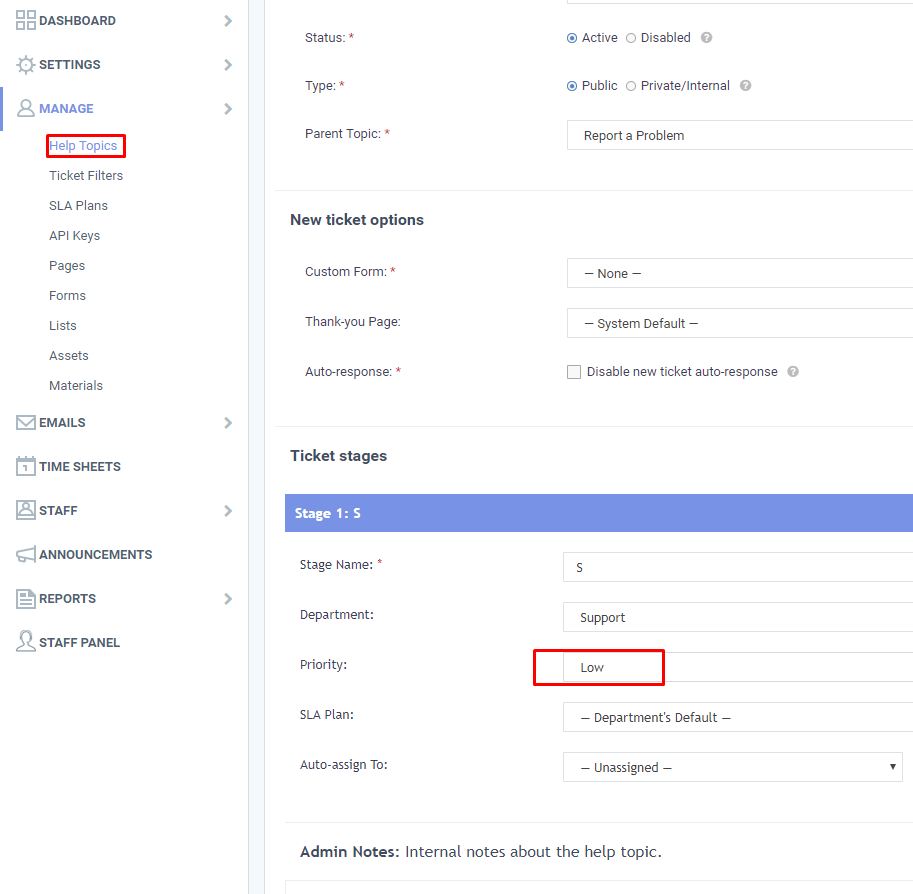 DASHBOARD
SETTINGS
MANAGE
Help Topics
Ticket Filters
SLA Plans
API Keys
Pages
Forms
Lists
Assets
Materials
EMAILS
1 TIME SHEETS
STAFF
ANNOUNCEMENTS
REPORTS
STAFF PANEL
Status: * Active Disabled ?
Type: * Public Private/Internal ?
Parent Topic: * Report a Problem
New ticket options
Custom Form: * — None —
Thank-you Page: — System Default —
Auto-response: * Disable new ticket auto-response ?
Ticket stages
Stage 1: S
Stage Name: * S
Department: Support
Priority: Low
SLA Plan: — Department's Default —
Auto-assign To: — Unassigned —
Admin Notes: Internal notes about the help topic.